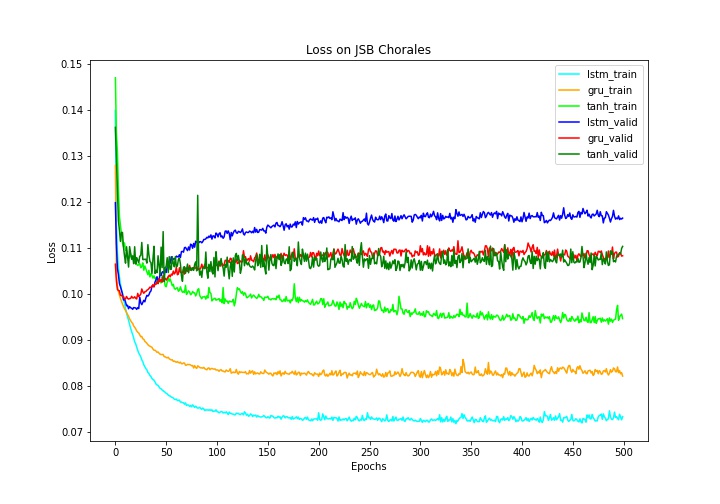 Loss on JSB Chorales
0.15
0.14
0.13
0.12
0.11
0.10
0.09
0.08
0.07
Loss
0
50
100
150
200
250
300
350
400
450
500
Epochs
lstm_train
gru_train
tanh_train
lstm_valid
gru_valid
tanh_valid